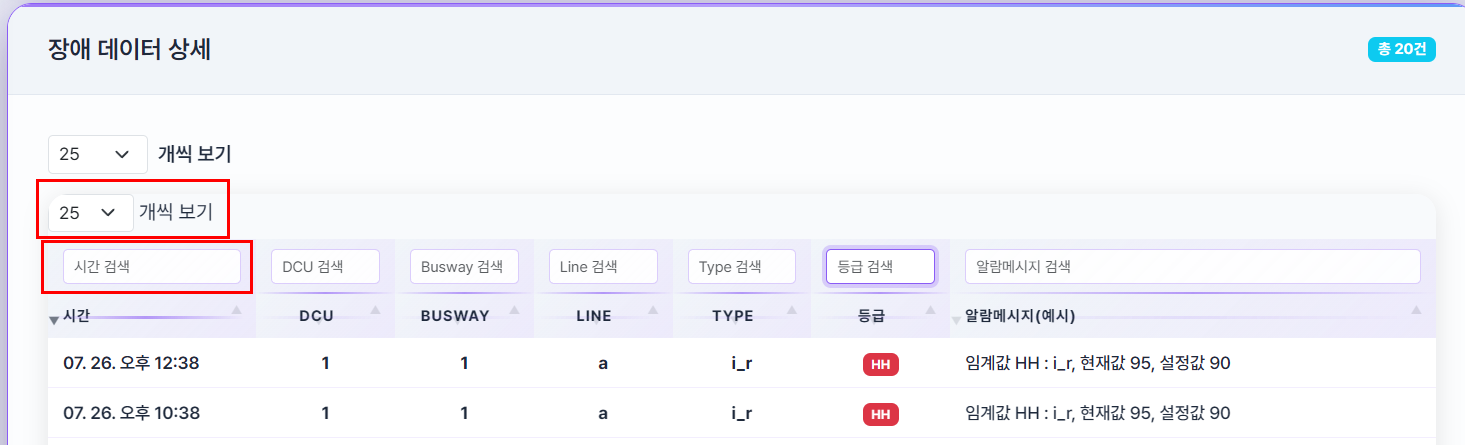 장애 데이터 상세 총 20건
25 개씩 보기
25 개씩 보기
시간 검색 DCU 검색 Busway 검색 Line 검색 Type 검색 등급 검색 알람메시지 검색
시간 DCU BUSWAY LINE TYPE 등급 알람메시지(예시)
07. 26. 오후 12:38 1 1 a i_r HH 임계값 HH : i_r, 현재값 95, 설정값 90
07. 26. 오후 10:38 1 1 a i_r HH 임계값 HH : i_r, 현재값 95, 설정값 90